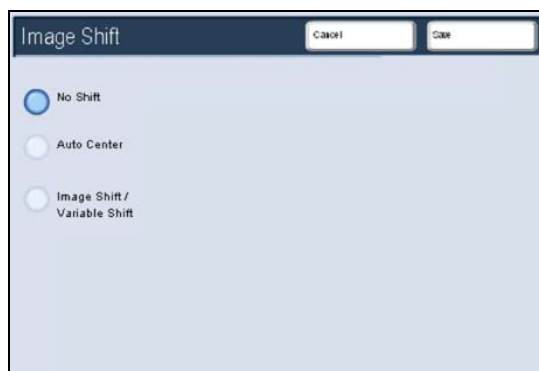 Image Shift
Cancel
Save
No Shift
Auto Center
Image Shift /
Variable Shift